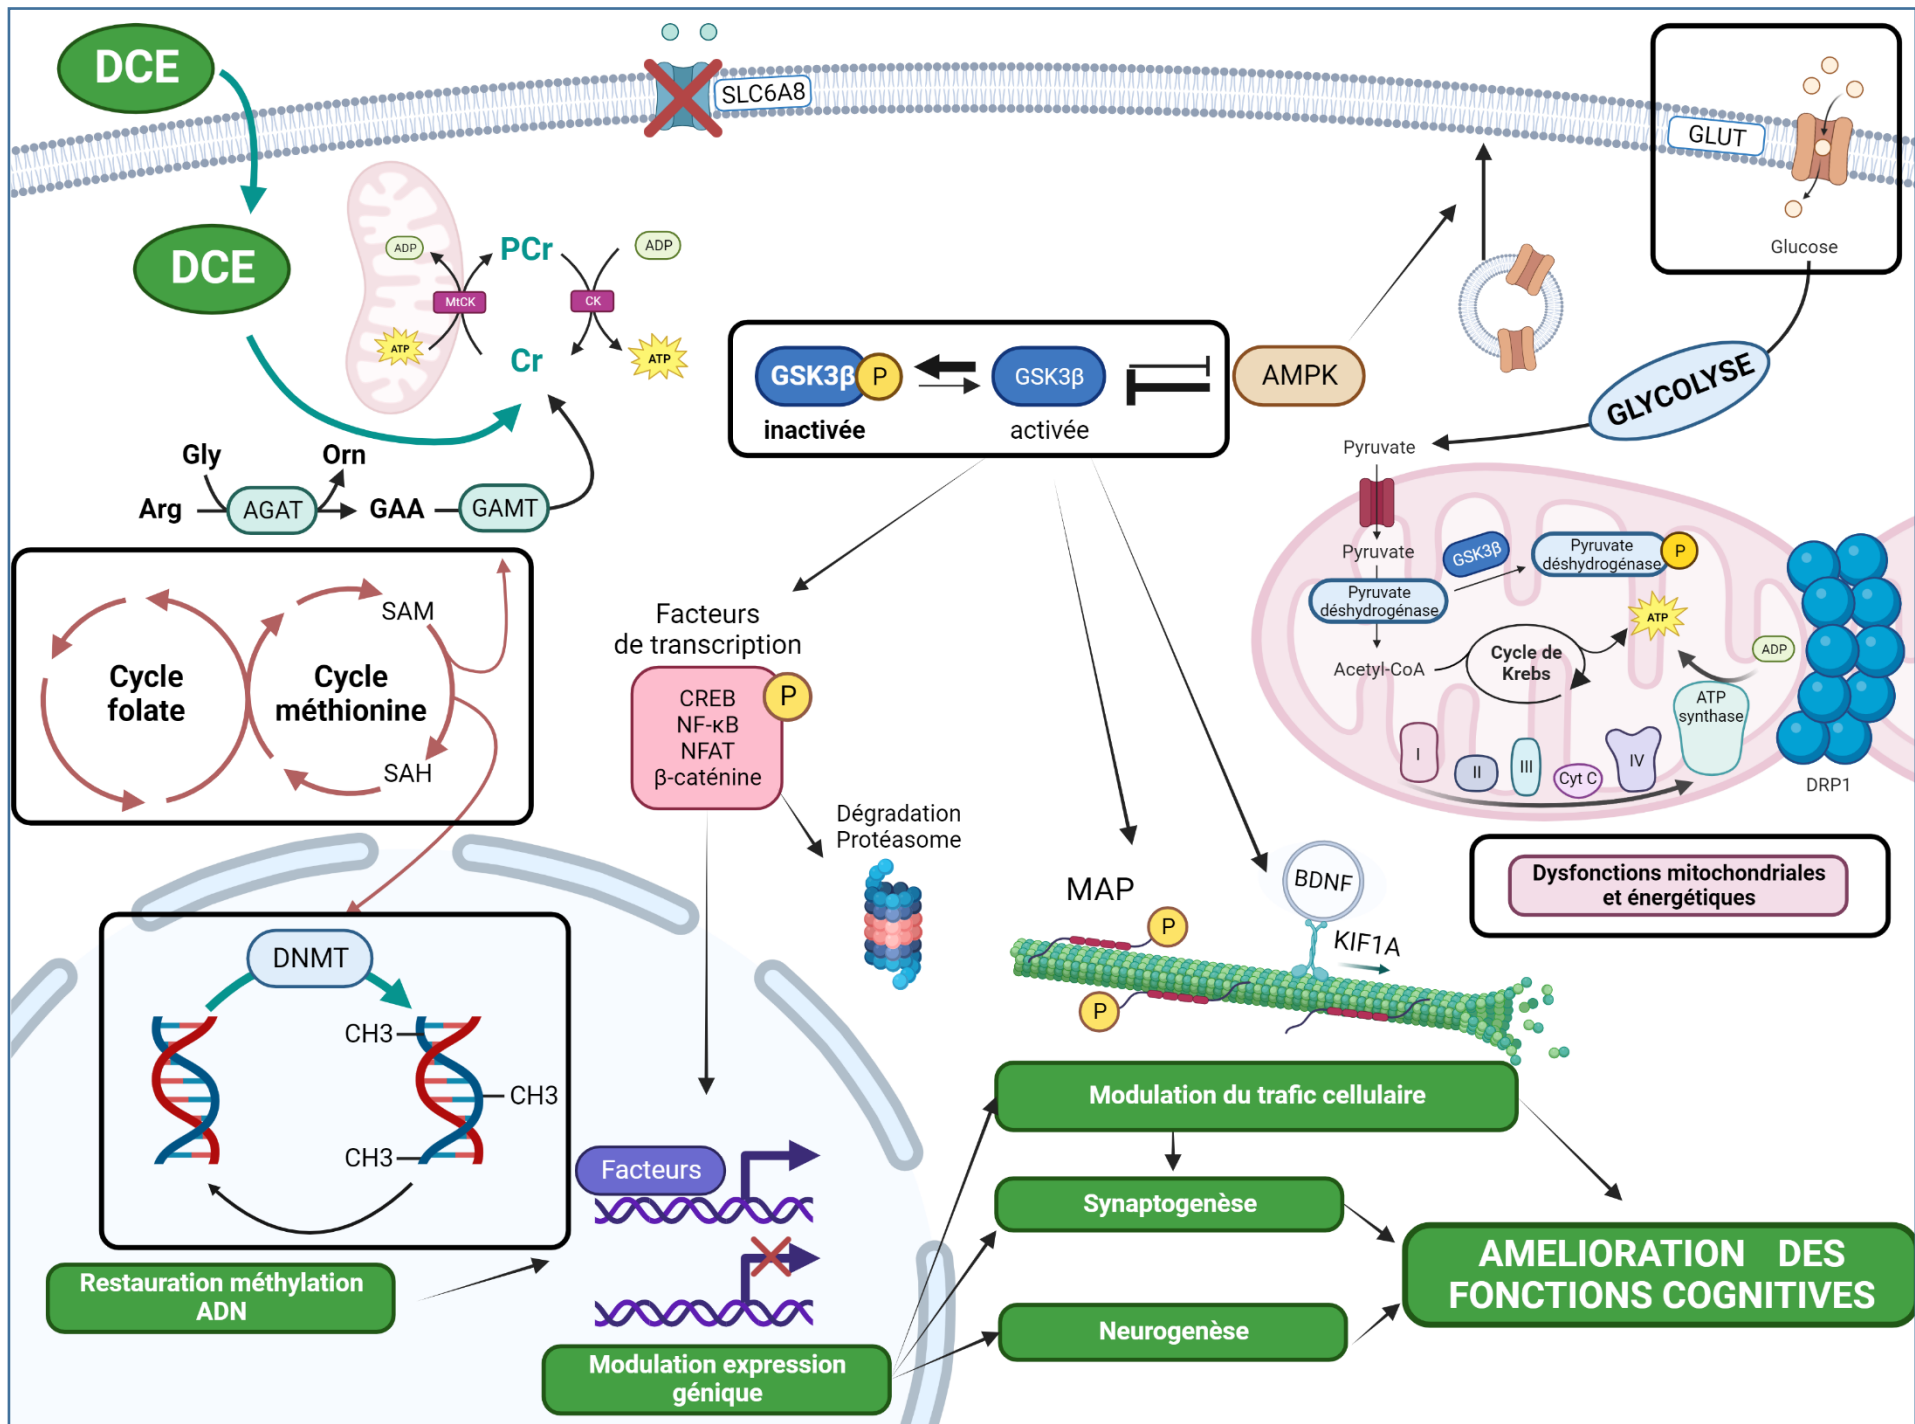 DCE
SLC6A8
GLUT
Glucose
DCE
ADP
PCr
ADP
MtCK
CK
ATP
Cr
ATP
GSK3β
P
GSK3β
AMPK
inactivée
activée
GLYCOLYSE
Gly
Orn
Arg
AGAT
GAA
GAMT
Pyruvate
Pyruvate
GSK3β
Pyruvate
déshydrogénase
P
Pyruvate
déshydrogénase
ATP
ADP
Acetyl-CoA
Cycle de
Krebs
ATP
synthase
I
II
III
Cyt C
IV
DRP1
Cycle
folate
Cycle
méthionine
SAM
SAH
Facteurs
de transcription
P
CREB
NF-κB
NFAT
β-caténine
Dégradation
Protéasome
MAP
P
P
BDNF
KIF1A
Dysfonctions mitochondriales
et énergétiques
DNMT
CH3
CH3
CH3
Facteurs
Restauration méthylation
ADN
Modulation expression
génique
Modulation du trafic cellulaire
Synaptogenèse
Neurogenèse
AMELIORATION DES
FONCTIONS COGNITIVES